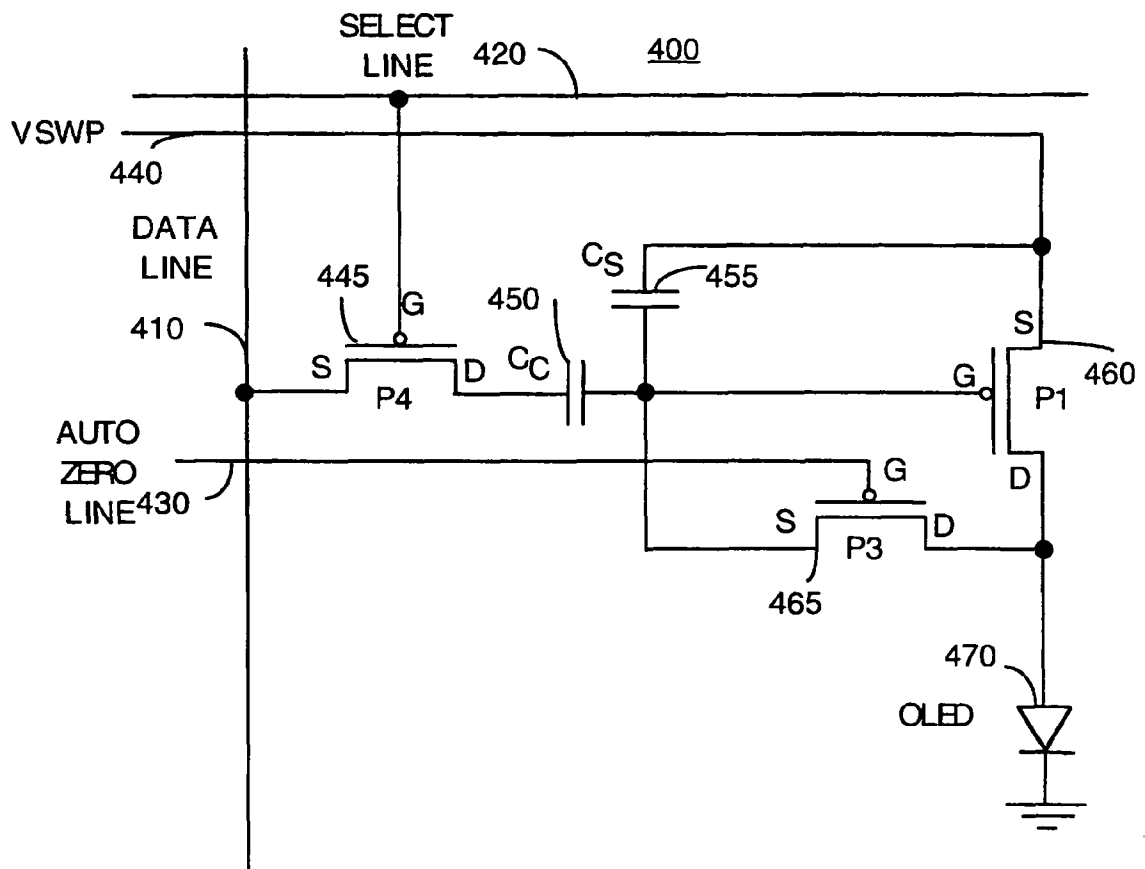 SELECT
LINE
420
400
VSWP
440
DATA
LINE
CS
455
445
450
410
G
S
S
D
CC
460
G
P4
P1
AUTO
ZERO
LINE
430
G
D
S
D
P3
465
470
OLED